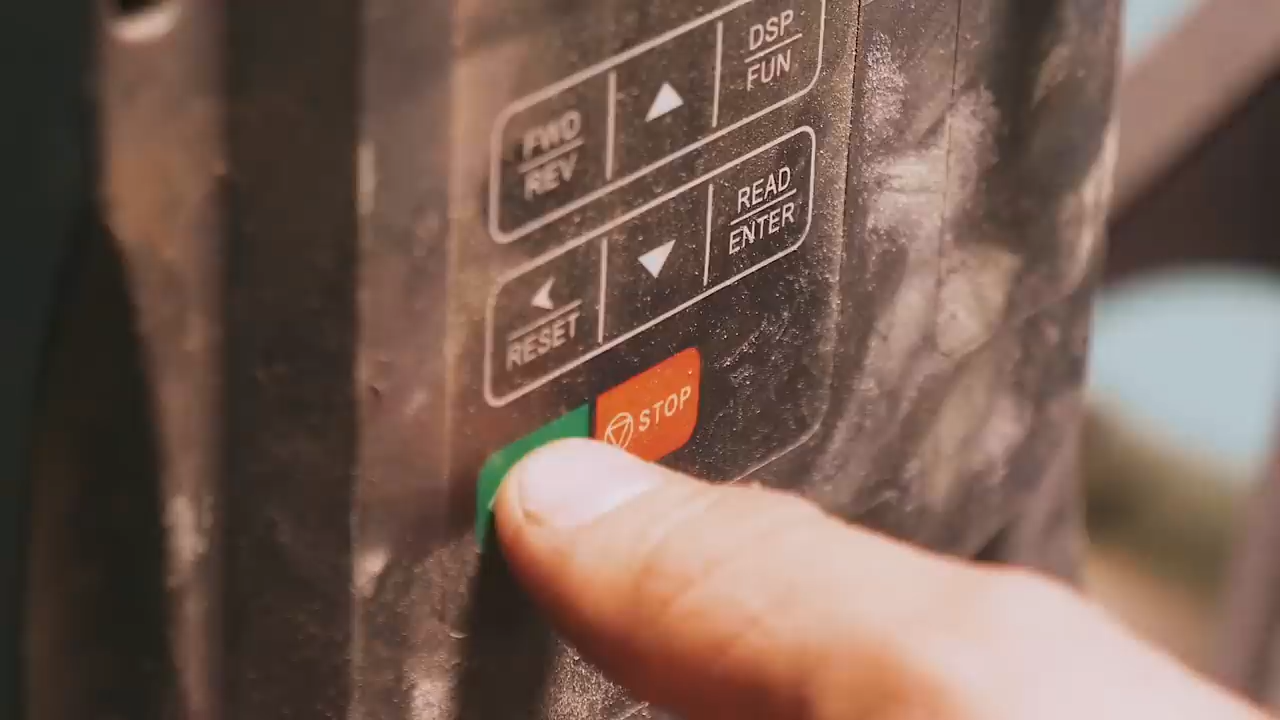 FWD
REV
DSP
FUN
RESET
READ
ENTER
STOP